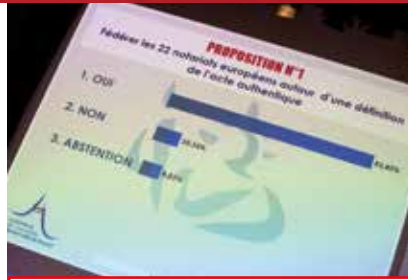 PROPOSITION N°1
Fédérer les 22 notariats européens autour d'une définition
de l'acte authentique
1. OUI
2. NON
3. ABSTENTION